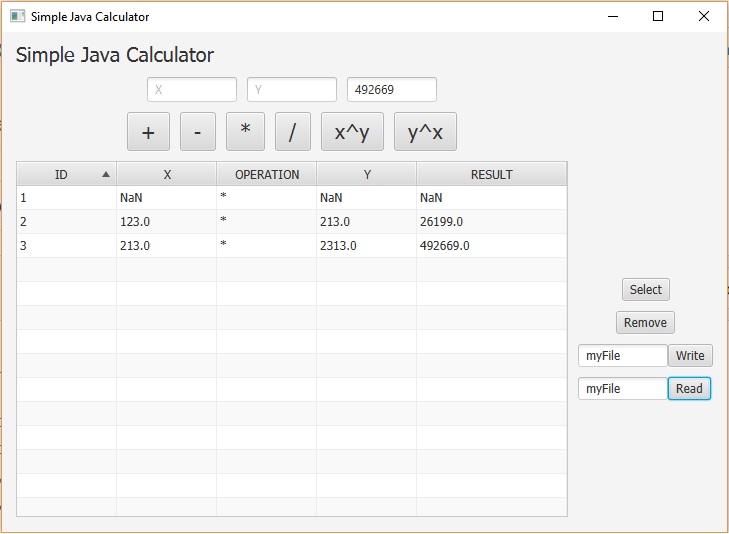 Simple Java Calculator
Simple Java Calculator
X Y 492669
+ - * / x^y y^x
ID X OPERATION Y RESULT
1 NaN * NaN NaN
2 123.0 * 213.0 26199.0
3 213.0 * 2313.0 492669.0
Select
Remove
myFile Write
myFile Read